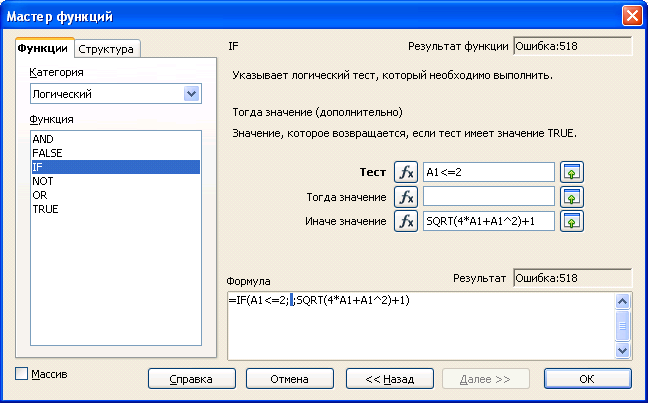 Мастер функций
Функции
Структура
Категория
Логический
Функция
AND
FALSE
IF
NOT
OR
TRUE
IF
Результат функции
Ошибка:518
Указывает логический тест, который необходимо выполнить.
Тогда значение (дополнительно)
Значение, которое возвращается, если тест имеет значение TRUE.
Тест
fx
A1<=2
Тогда значение
fx
Иначе значение
fx
SQRT(4*A1+A1^2)+1
Формула
Результат
Ошибка:518
=IF(A1<=2; ;SQRT(4*A1+A1^2)+1)
Массив
Справка
Отмена
<< Назад
Далее >>
OK